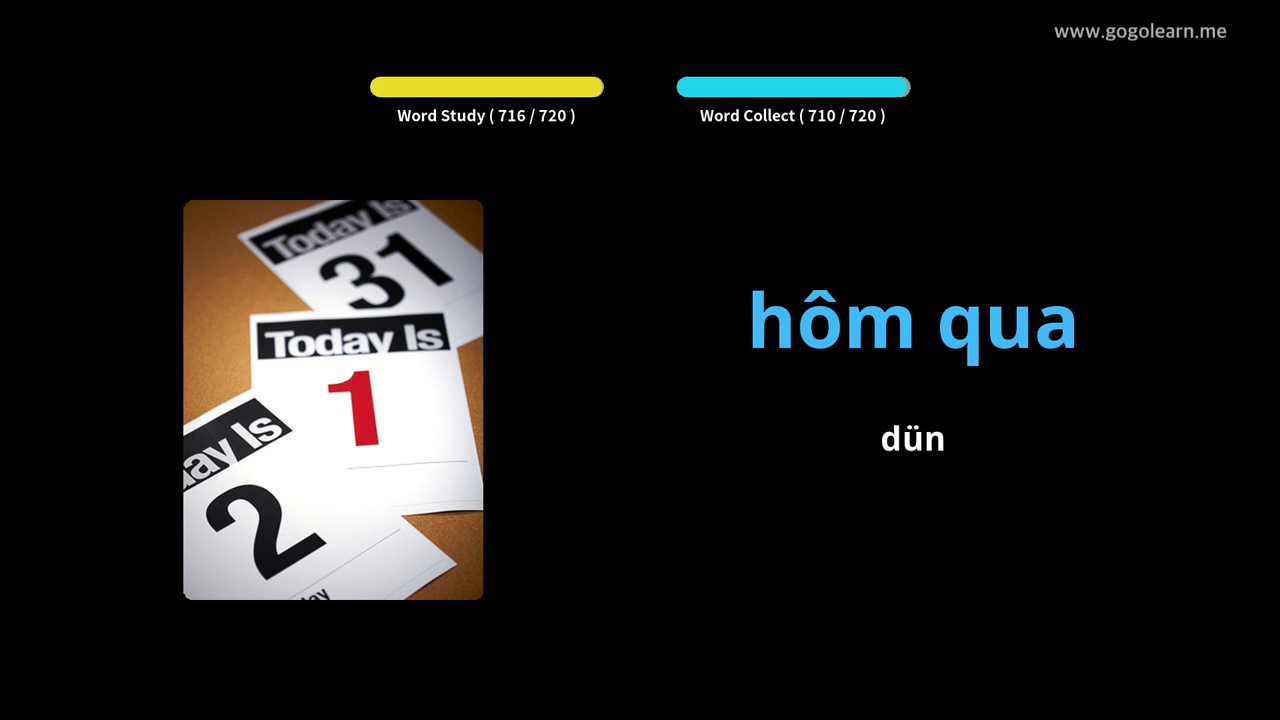 www.gogolearn.me
Word Study ( 716 / 720 )
Word Collect ( 710 / 720 )
Today Is
31
Today Is
1
ay Is
2
ay
hôm qua
dün